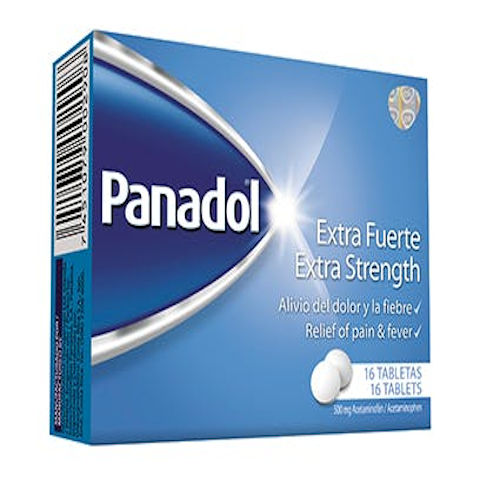 Panadol
Extra Fuerte
Extra Strength
Alivio del dolor y la fiebre ✓
Relief of pain & fever ✓
16 TABLETAS
16 TABLETS
500 mg Acetaminofén / Acetaminophen